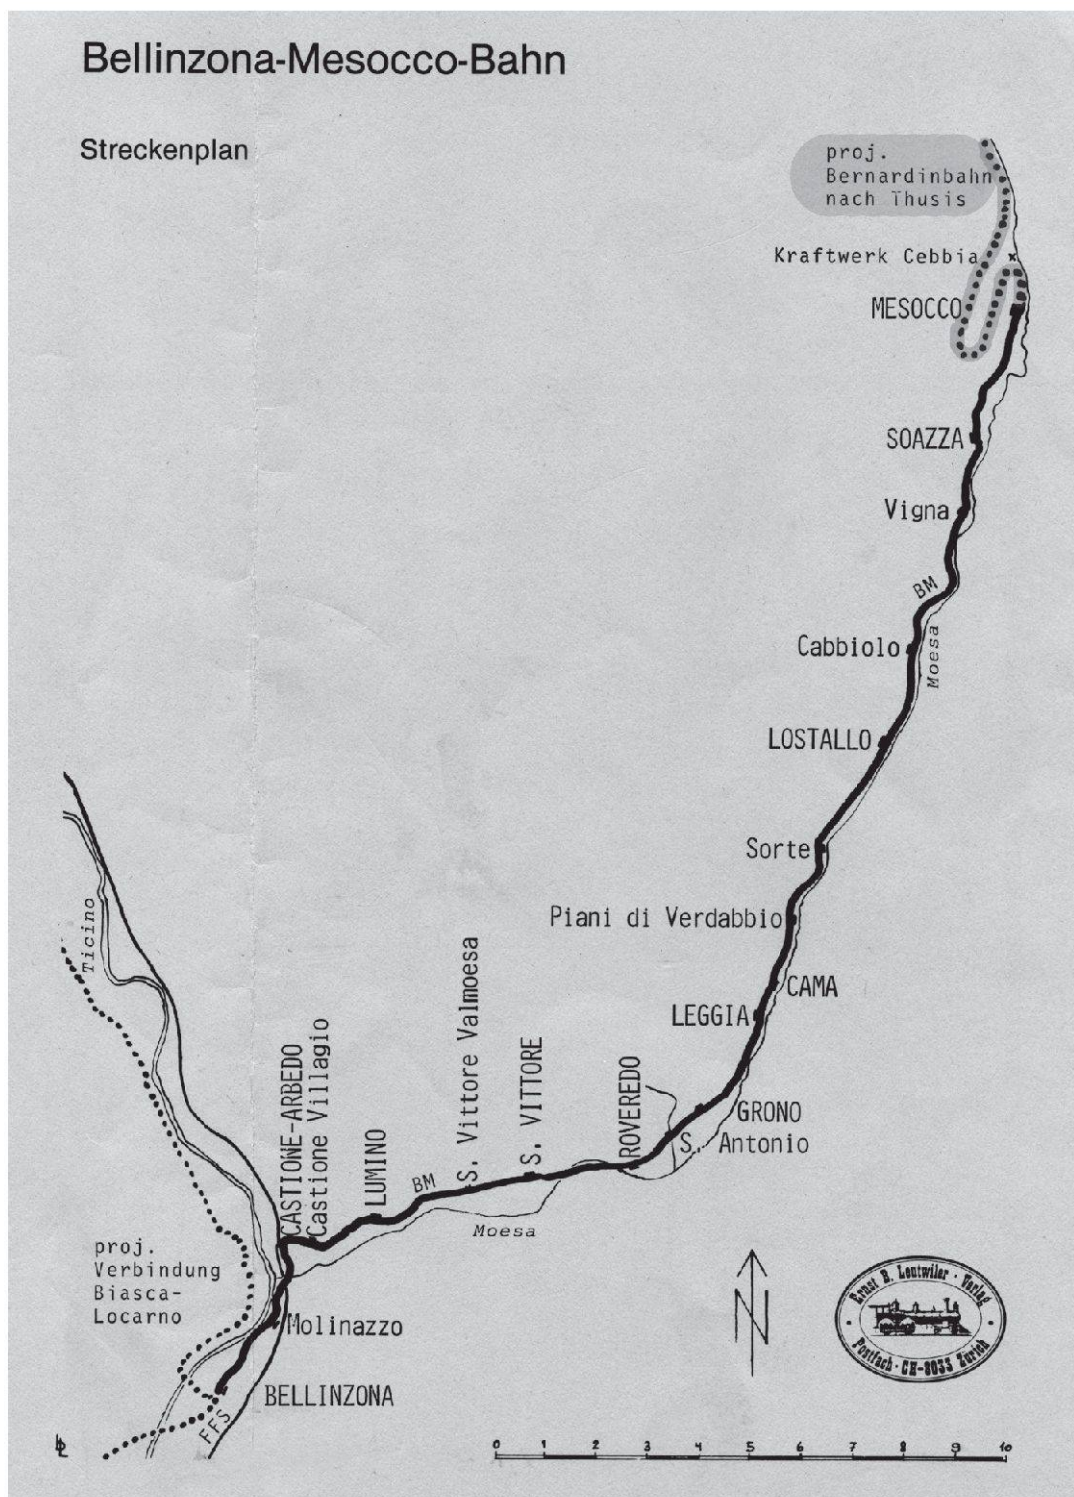 Bellinzona-Mesocco-Bahn
Streckenplan
proj.
Bernardinbahn
nach Thusis
Kraftwerk Cebbia
MESOCCO
SOAZZA
Vigna
BM
Cabbiolo
Moesa
LOSTALLO
Sorte
Piani di Verdabbio
Ticino
CAMA
LEGGIA
CASTIONE-ARBEDO
Castione Villagio
LUMINO
BM
S. Vittore Valmoesa
S. VITTORE
ROVEREDO
GRONO
S. Antonio
Moesa
proj.
Verbindung
Biasca-
Locarno
Molinazzo
BELLINZONA
FFS
N
Ernst B. Leutwiler · Verlag
Postfach · CH-8033 Zürich
0 1 2 3 4 5 6 7 8 9 10